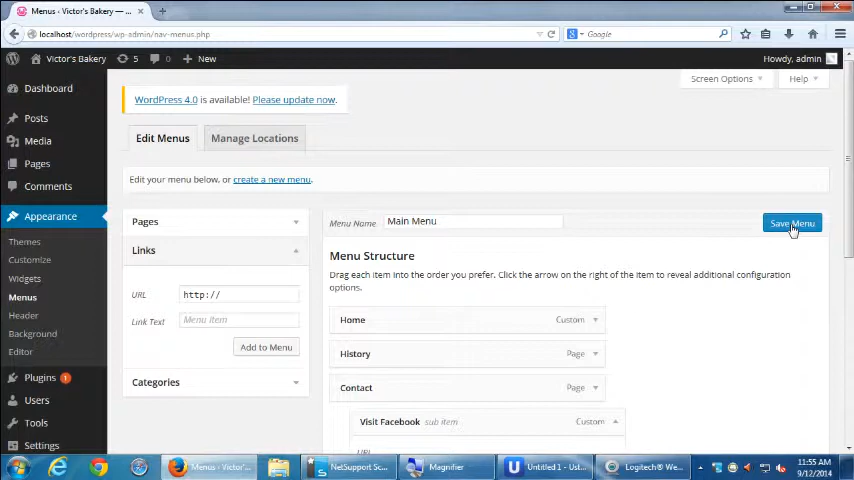 Menus ‹ Victor's Bakery — ...
localhost/wordpress/wp-admin/nav-menus.php
Google
Victor's Bakery
5
0
New
Howdy, admin
Dashboard
Posts
Media
Pages
Comments
Appearance
Themes
Customize
Widgets
Menus
Header
Background
Editor
Plugins 1
Users
Tools
Settings
Screen Options
Help
WordPress 4.0 is available! Please update now.
Edit Menus
Manage Locations
Edit your menu below, or create a new menu.
Pages
Links
URL
http://
Link Text
Menu Item
Add to Menu
Categories
Menu Name
Main Menu
Save Menu
Menu Structure
Drag each item into the order you prefer. Click the arrow on the right of the item to reveal additional configuration
options.
Home
Custom
History
Page
Contact
Page
Visit Facebook sub item
Custom
Menus ‹ Victor'...
NetSupport Sc...
Magnifier
Untitled 1 - Ust...
Logitech® We...
11:55 AM
9/12/2014